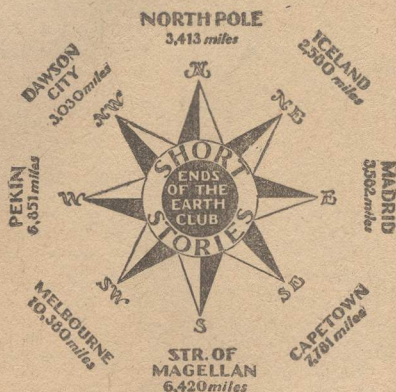 NORTH POLE
3,413 miles
ICELAND
2,500 miles
MADRID
3,502 miles
CAPETOWN
7,781 miles
STR. OF
MAGELLAN
6,420 miles
MELBOURNE
10,380 miles
PEKIN
6,851 miles
DAWSON
CITY
3,030 miles
N
NE
E
SE
S
SW
W
NW
SHORT
ENDS
OF THE
EARTH
CLUB
STORIES